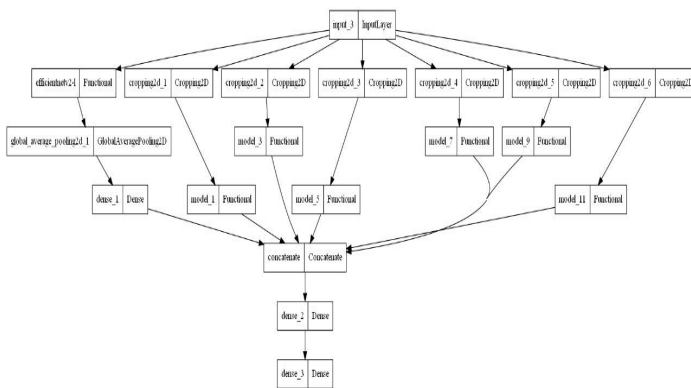 input_3 InputLayer
efficientnetv2-l Functional
cropping2d_1 Cropping2D
cropping2d_2 Cropping2D
cropping2d_3 Cropping2D
cropping2d_4 Cropping2D
cropping2d_5 Cropping2D
cropping2d_6 Cropping2D
global_average_pooling2d_1 GlobalAveragePooling2D
model_3 Functional
model_7 Functional
model_9 Functional
dense_1 Dense
model_1 Functional
model_5 Functional
model_11 Functional
concatenate Concatenate
dense_2 Dense
dense_3 Dense